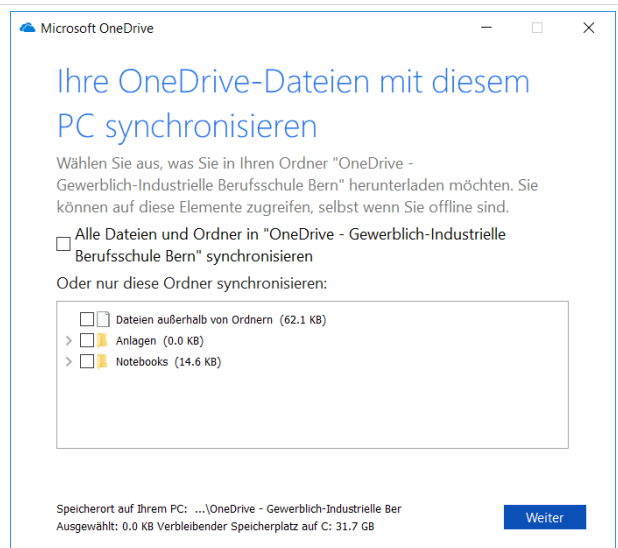 Microsoft OneDrive
Ihre OneDrive-Dateien mit diesem
PC synchronisieren
Wählen Sie aus, was Sie in Ihren Ordner "OneDrive -
Gewerblich-Industrielle Berufsschule Bern" herunterladen möchten. Sie
können auf diese Elemente zugreifen, selbst wenn Sie offline sind.
Alle Dateien und Ordner in "OneDrive - Gewerblich-Industrielle
Berufsschule Bern" synchronisieren
Oder nur diese Ordner synchronisieren:
Dateien außerhalb von Ordnern (62.1 KB)
Anlagen (0.0 KB)
Notebooks (14.6 KB)
Speicherort auf Ihrem PC: ...\OneDrive - Gewerblich-Industrielle Ber
Ausgewählt: 0.0 KB Verbleibender Speicherplatz auf C: 31.7 GB
Weiter